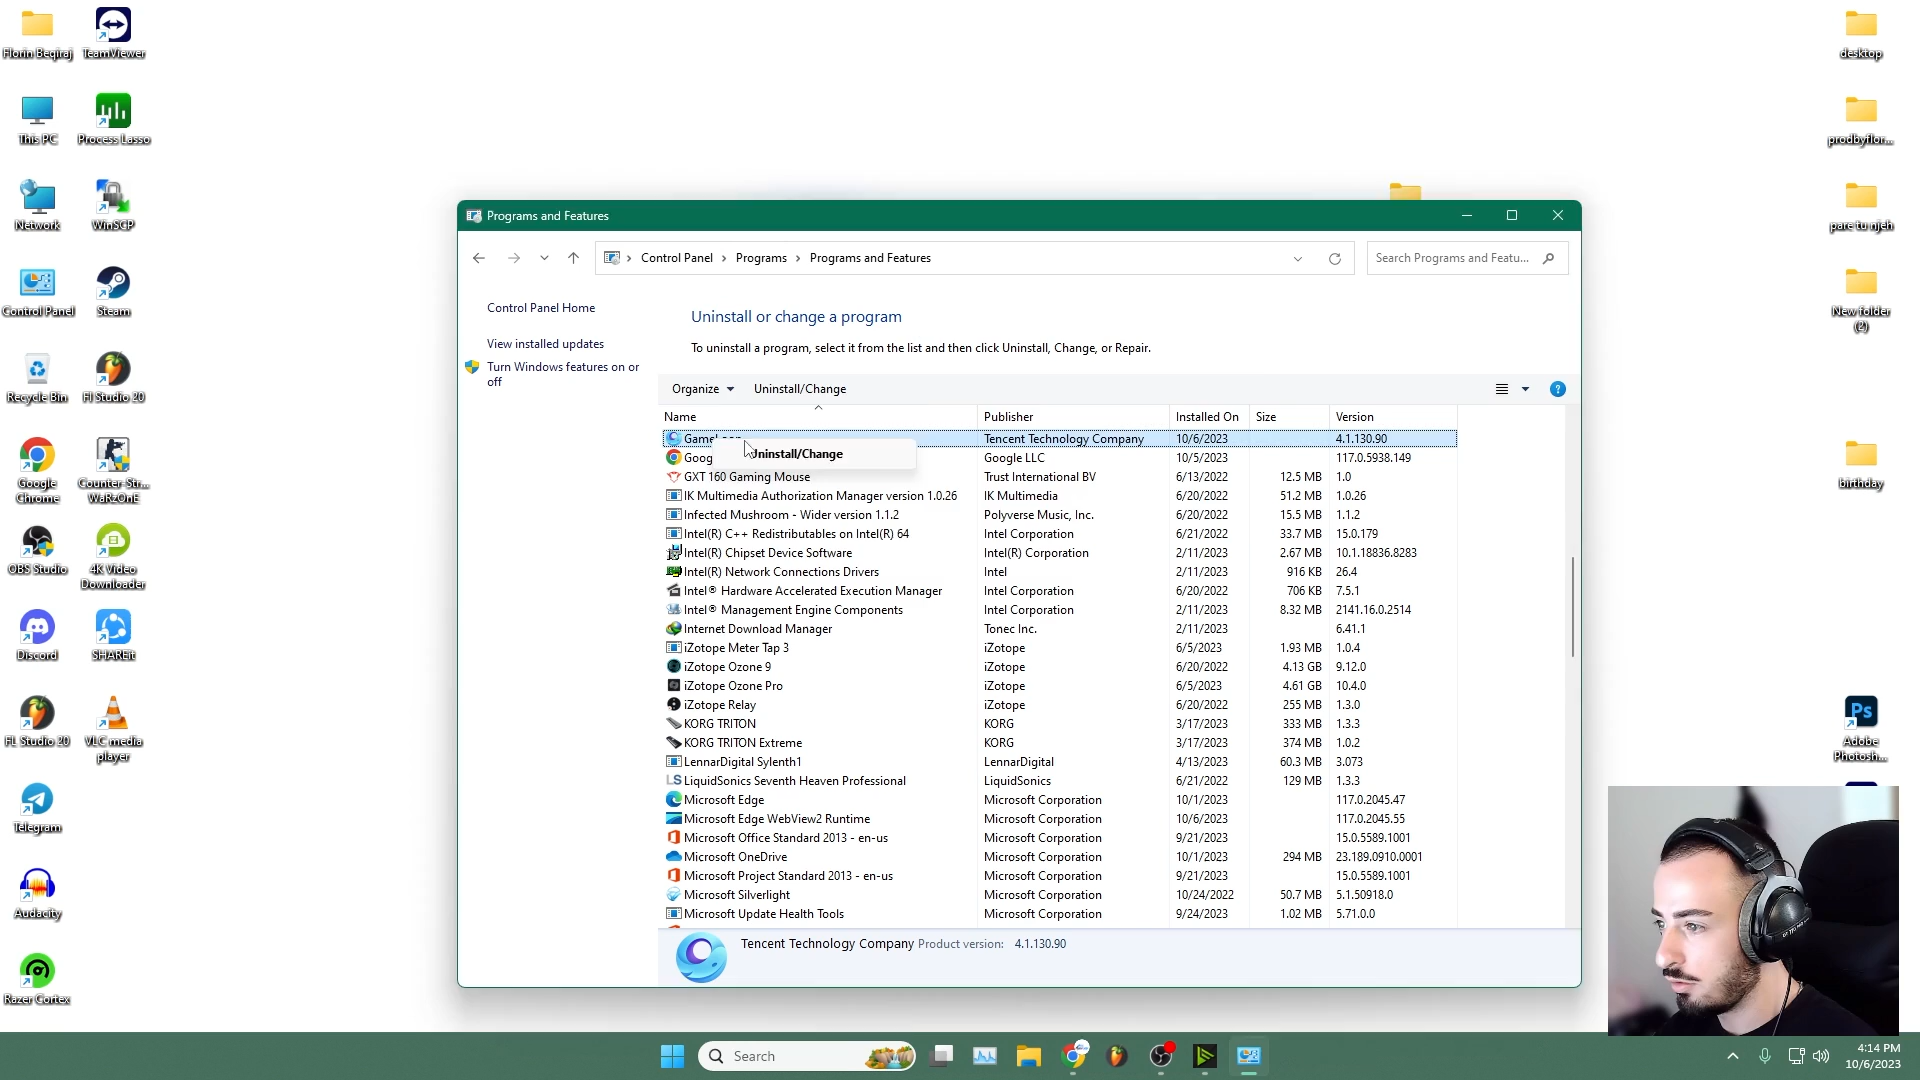 Florin Beqiraj
TeamViewer
This PC
Process Lasso
Network
WinSCP
Control Panel
Steam
Recycle Bin
Fl Studio 20
Google
Chrome
Counter-Str...
WaRzOnE
OBS Studio
4K Video
Downloader
Discord
SHAREit
FL Studio 20
VLC media
player
Telegram
Audacity
Razer Cortex
Programs and Features
Control Panel > Programs > Programs and Features
Search Programs and Featu...
Control Panel Home
View installed updates
Turn Windows features on or
off
Uninstall or change a program
To uninstall a program, select it from the list and then click Uninstall, Change, or Repair.
Organize Uninstall/Change
Name Publisher Installed On Size Version
Tencent Technology Company 10/6/2023 4.1.130.90
Uninstall/Change
Goog Google LLC 10/5/2023 117.0.5938.149
GXT 160 Gaming Mouse Trust International BV 6/13/2022 12.5 MB 1.0
IK Multimedia Authorization Manager version 1.0.26 IK Multimedia 6/20/2022 51.2 MB 1.0.26
Infected Mushroom - Wider version 1.1.2 Polyverse Music, Inc. 6/20/2022 15.5 MB 1.1.2
Intel(R) C++ Redistributables on Intel(R) 64 Intel Corporation 6/21/2022 33.7 MB 15.0.179
Intel(R) Chipset Device Software Intel(R) Corporation 2/11/2023 2.67 MB 10.1.18836.8283
Intel(R) Network Connections Drivers Intel 2/11/2023 916 KB 26.4
Intel® Hardware Accelerated Execution Manager Intel Corporation 6/20/2022 706 KB 7.5.1
Intel® Management Engine Components Intel Corporation 2/11/2023 8.32 MB 2141.16.0.2514
Internet Download Manager Tonec Inc. 2/11/2023 6.41.1
iZotope Meter Tap 3 iZotope 6/5/2023 1.93 MB 1.0.4
iZotope Ozone 9 iZotope 6/20/2022 4.13 GB 9.12.0
iZotope Ozone Pro iZotope 6/5/2023 4.61 GB 10.4.0
iZotope Relay iZotope 6/20/2022 255 MB 1.3.0
KORG TRITON KORG 3/17/2023 333 MB 1.3.3
KORG TRITON Extreme KORG 3/17/2023 374 MB 1.0.2
LennarDigital Sylenth1 LennarDigital 4/13/2023 60.3 MB 3.073
LiquidSonics Seventh Heaven Professional LiquidSonics 6/21/2022 129 MB 1.3.3
Microsoft Edge Microsoft Corporation 10/1/2023 117.0.2045.47
Microsoft Edge WebView2 Runtime Microsoft Corporation 10/6/2023 117.0.2045.55
Microsoft Office Standard 2013 - en-us Microsoft Corporation 9/21/2023 15.0.5589.1001
Microsoft OneDrive Microsoft Corporation 10/1/2023 294 MB 23.189.0910.0001
Microsoft Project Standard 2013 - en-us Microsoft Corporation 9/21/2023 15.0.5589.1001
Microsoft Silverlight Microsoft Corporation 10/24/2022 50.7 MB 5.1.50918.0
Microsoft Update Health Tools Microsoft Corporation 9/24/2023 1.02 MB 5.71.0.0
Tencent Technology Company Product version: 4.1.130.90
desktop
prodbyflor...
pare tu njeh
New folder
(2)
birthday
Ps
Adobe
Photosh...
Search
4:14 PM
10/6/2023